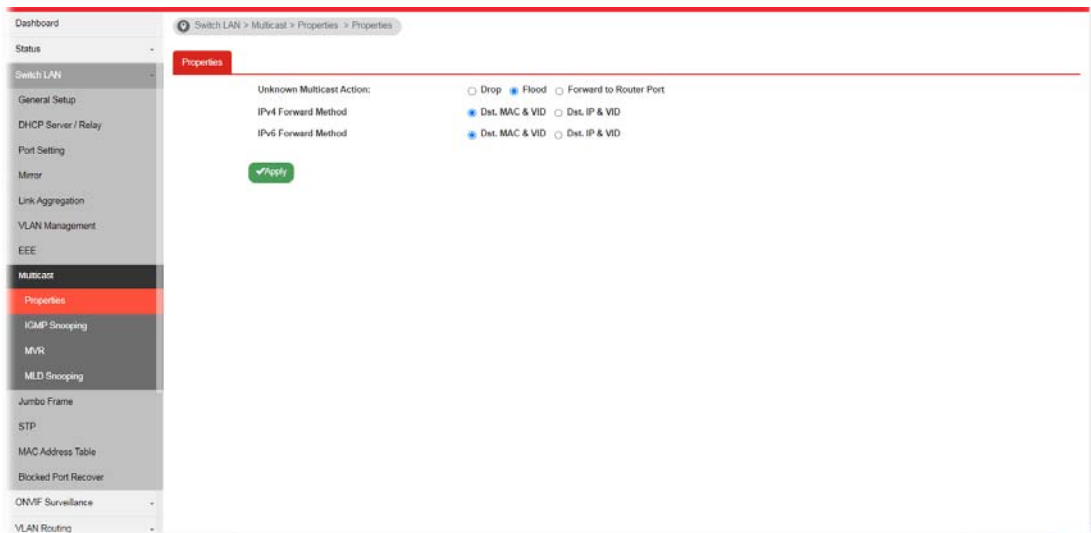 Dashboard
Switch LAN > Multicast > Properties > Properties
Status
Properties
Switch LAN
General Setup
DHCP Server / Relay
Port Setting
Mirror
Link Aggregation
VLAN Management
EEE
Multicast
Properties
IGMP Snooping
MVR
MLD Snooping
Jumbo Frame
STP
MAC Address Table
Blocked Port Recover
ONVIF Surveillance
VLAN Routing
Unknown Multicast Action: Drop Flood Forward to Router Port
IPv4 Forward Method Dst. MAC & VID Dst. IP & VID
IPv6 Forward Method Dst. MAC & VID Dst. IP & VID
Apply